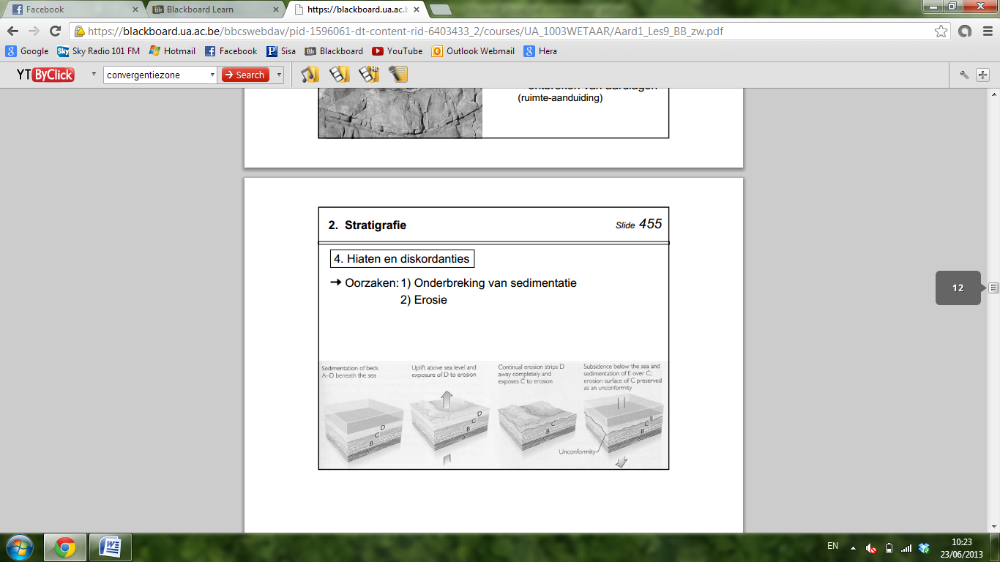 Facebook
Blackboard Learn
https://blackboard.ua.ac.b
https://blackboard.ua.ac.be/bbcswebdav/pid-1596061-dt-content-rid-6403433_2/courses/UA_1003WETAAR/Aard1_Les9_BB_zw.pdf
Google Sky Radio 101 FM Hotmail Facebook Sisa Blackboard YouTube Outlook Webmail Hera
YT ByClick convergentiezone Search
ontbreken van aardlagen
(ruimte-aanduiding)
2. Stratigrafie Slide 455
4. Hiaten en diskordanties
→ Oorzaken: 1) Onderbreking van sedimentatie
2) Erosie
12
Sedimentation of beds
A–D beneath the sea
Uplift above sea level and
exposure of D to erosion
Continual erosion strips D
away completely and
exposes C to erosion
Subsidence below the sea and
sedimentation of E over C;
erosion surface of C preserved
as an unconformity
D
C
B
A
D
C
B
A
C
B
A
E
C
B
A
Unconformity
EN
10:23
23/06/2013